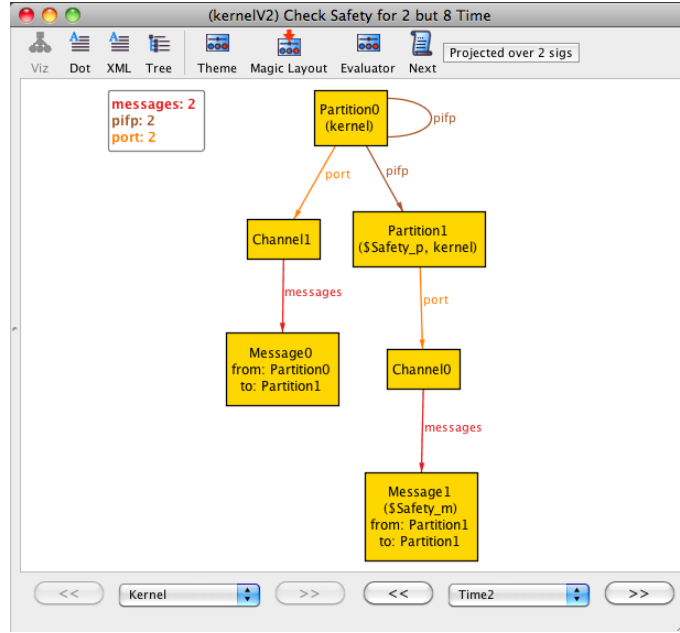 (kernelV2) Check Safety for 2 but 8 Time
Viz
Dot
XML
Tree
Theme
Magic Layout
Evaluator
Next
Projected over 2 sigs
messages: 2
pifp: 2
port: 2
Partition0
(kernel)
pifp
port
pifp
Channel1
Partition1
($Safety_p, kernel)
messages
port
Message0
from: Partition0
to: Partition1
Channel0
messages
Message1
($Safety_m)
from: Partition1
to: Partition1
<<
Kernel
>>
<<
Time2
>>